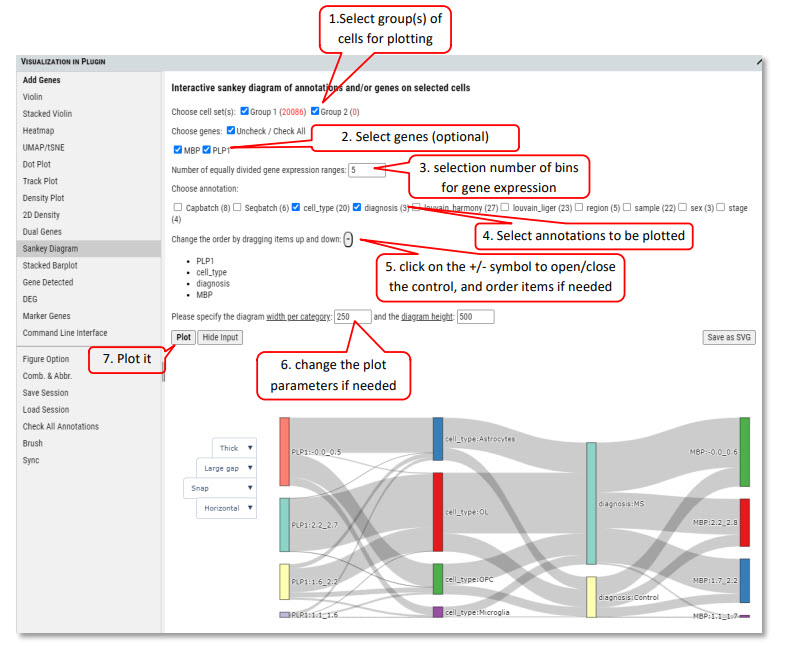 1.Select group(s) of
cells for plotting
VISUALIZATION IN PLUGIN
Add Genes
Violin
Stacked Violin
Heatmap
UMAP/tSNE
Dot Plot
Track Plot
Density Plot
2D Density
Dual Genes
Sankey Diagram
Stacked Barplot
Gene Detected
DEG
Marker Genes
Command Line Interface
Figure Option
Comb. & Abbr.
Save Session
Load Session
Check All Annotations
Brush
Sync
Interactive sankey diagram of annotations and/or genes on selected cells
Choose cell set(s): Group 1 (20086) Group 2 (0)
Choose genes: Uncheck / Check All
2. Select genes (optional)
MBP PLP1
Number of equally divided gene expression ranges: 5
3. selection number of bins
for gene expression
Choose annotation:
Capbatch (8) Seqbatch (6) cell_type (20) diagnosis (3) louvain_harmony (27) louvain_liger (23) region (5) sample (22) sex (3) stage
(4)
4. Select annotations to be plotted
Change the order by dragging items up and down: -
5. click on the +/- symbol to open/close
the control, and order items if needed
PLP1
cell_type
diagnosis
MBP
Please specify the diagram width per category: 250 and the diagram height: 500
Plot Hide Input Save as SVG
7. Plot it
6. change the plot
parameters if needed
Thick
Large gap
Snap
Horizontal
PLP1:-0.0_0.5
PLP1:2.2_2.7
PLP1:1.6_2.2
PLP1:1.1_1.6
cell_type:Astrocytes
cell_type:OL
cell_type:OPC
cell_type:Microglia
diagnosis:MS
diagnosis:Control
MBP:-0.0_0.6
MBP:2.2_2.8
MBP:1.7_2.2
MBP:1.1_1.7